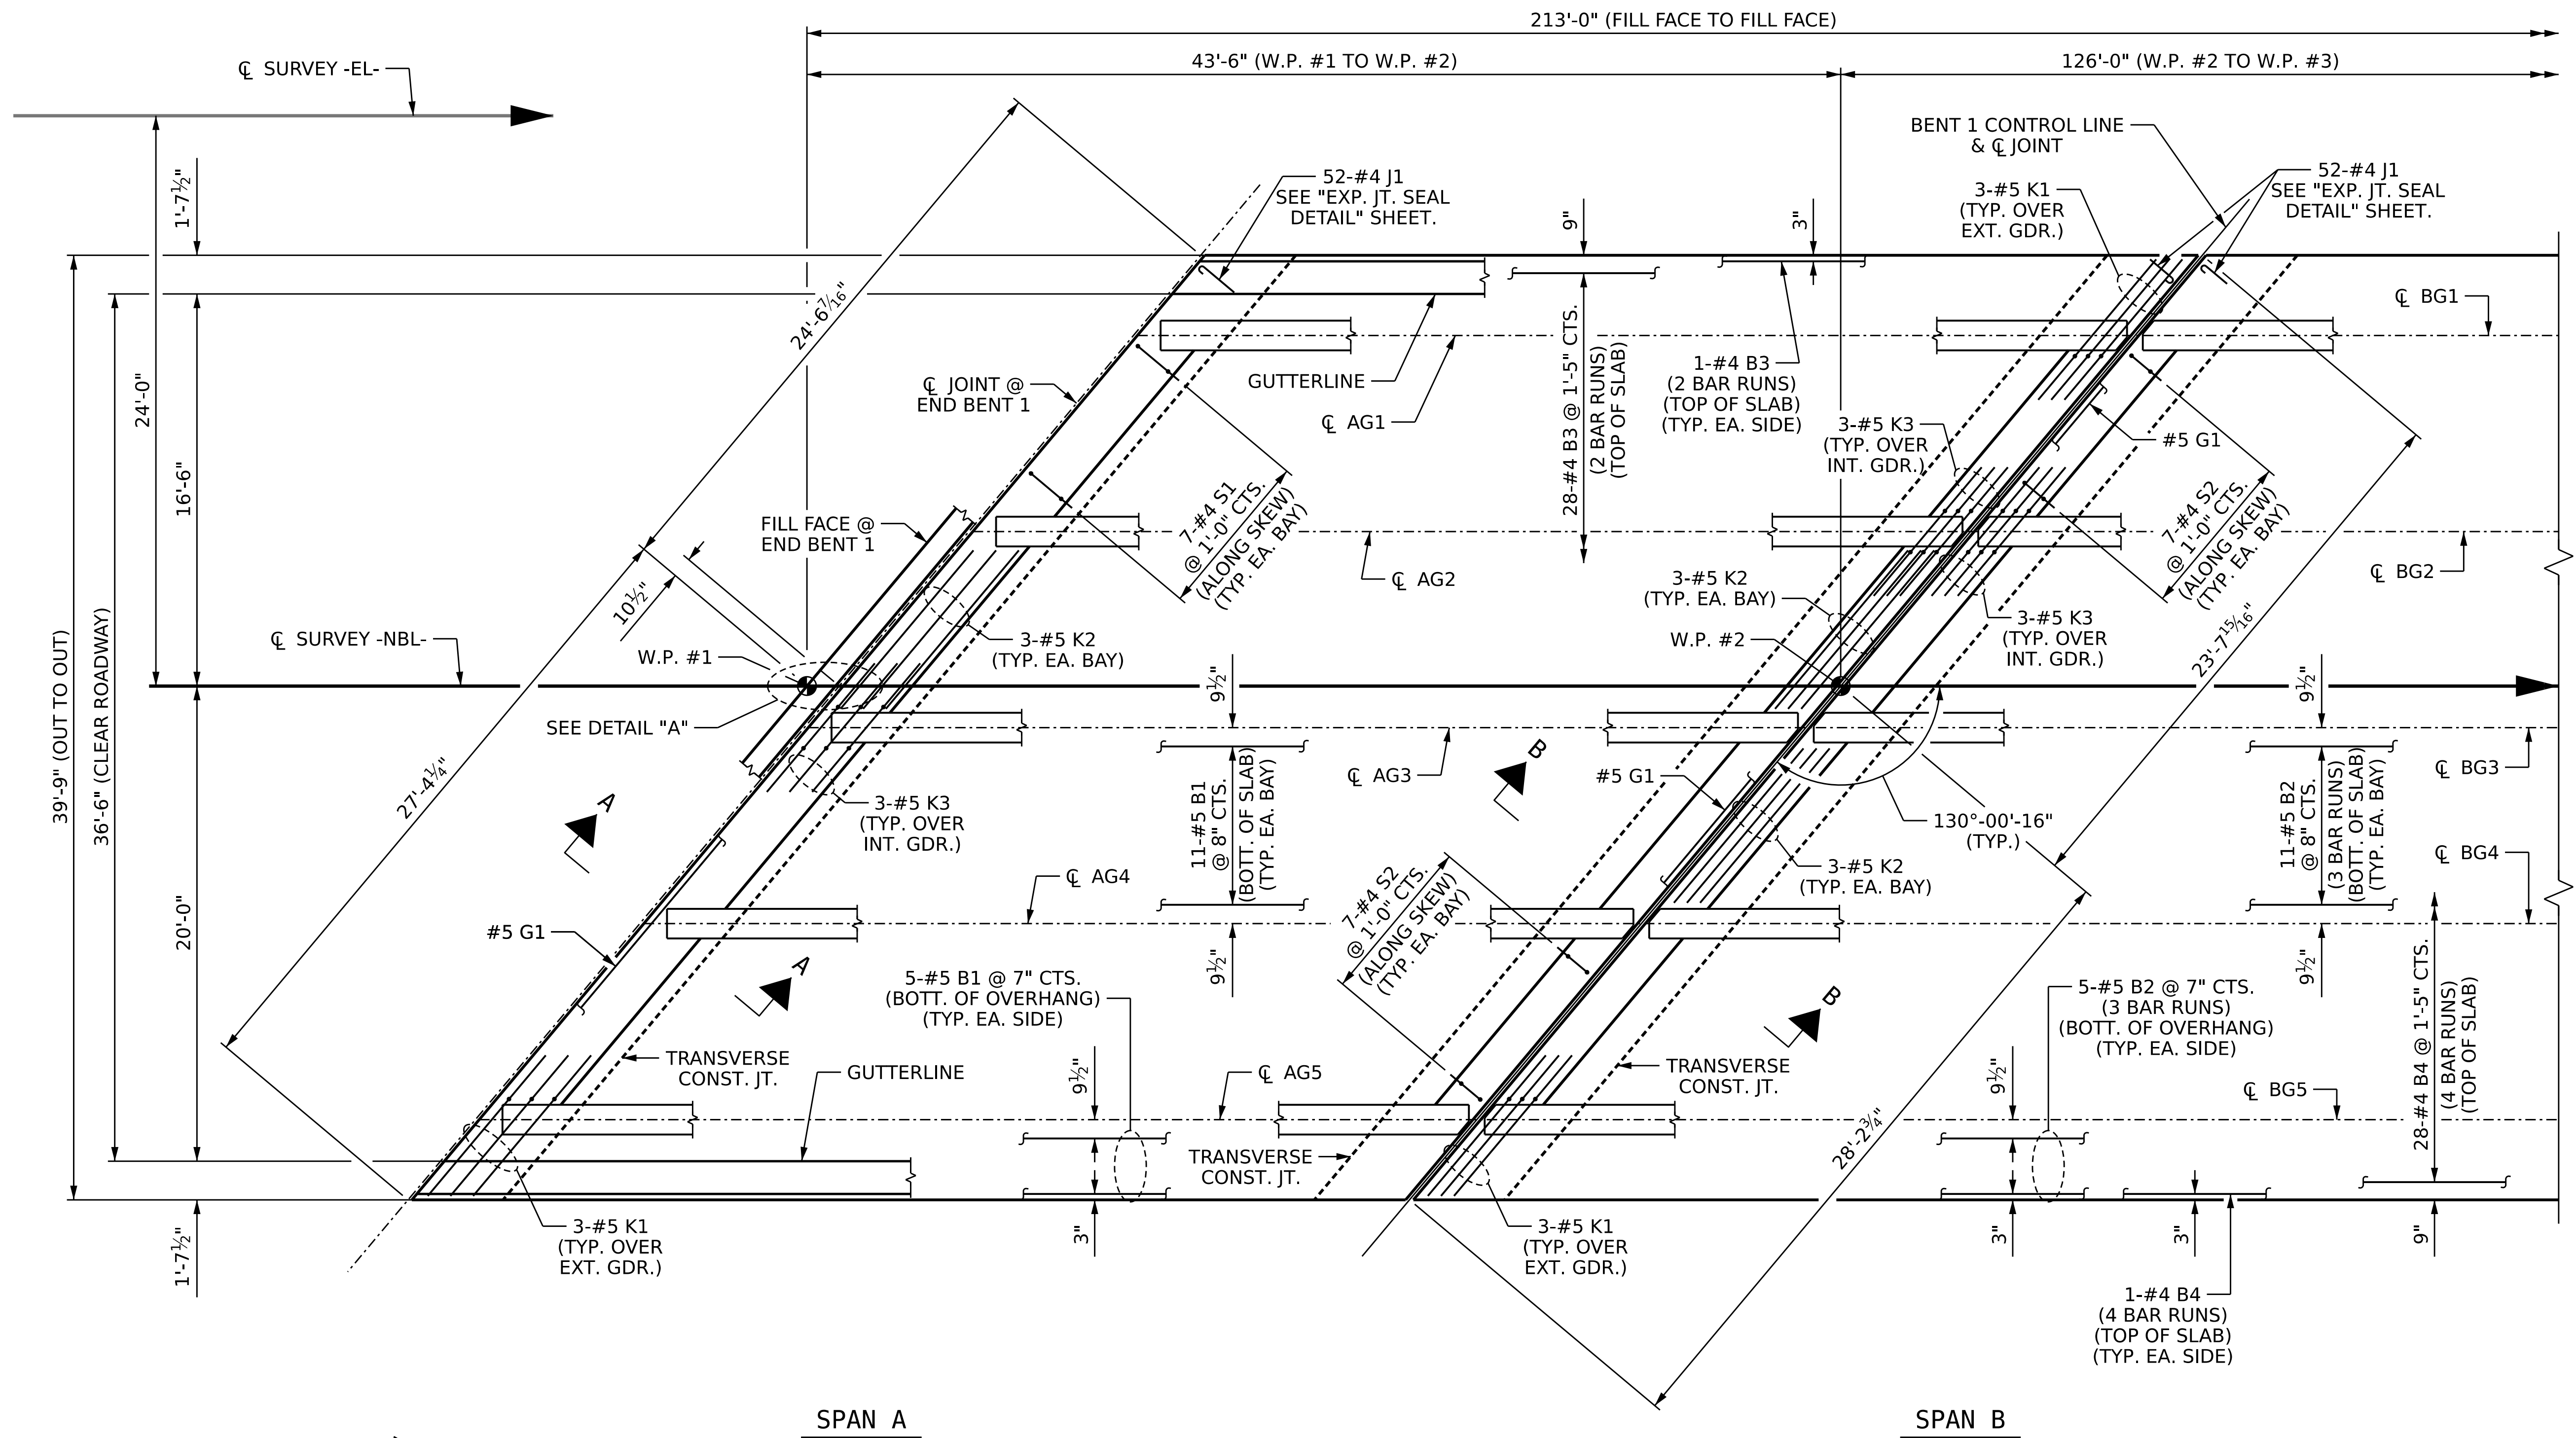 213'-0" (FILL FACE TO FILL FACE)
43'-6" (W.P. #1 TO W.P. #2)
126'-0" (W.P. #2 TO W.P. #3)
℄ SURVEY -EL-
BENT 1 CONTROL LINE
& ℄ JOINT
1'-7½"
52-#4 J1
SEE "EXP. JT. SEAL
DETAIL" SHEET.
9"
3"
3-#5 K1
(TYP. OVER
EXT. GDR.)
52-#4 J1
SEE "EXP. JT. SEAL
DETAIL" SHEET.
24'-6⁷⁄₁₆"
24'-0"
16'-6"
℄ JOINT @
END BENT 1
GUTTERLINE
℄ AG1
28-#4 B3 @ 1'-5" CTS.
(2 BAR RUNS)
(TOP OF SLAB)
1-#4 B3
(2 BAR RUNS)
(TOP OF SLAB)
(TYP. EA. SIDE)
3-#5 K3
(TYP. OVER
INT. GDR.)
#5 G1
℄ BG1
FILL FACE @
END BENT 1
7-#4 S1
@ 1'-0" CTS.
(ALONG SKEW)
(TYP. EA. BAY)
℄ AG2
7-#4 S2
@ 1'-0" CTS.
(ALONG SKEW)
(TYP. EA. BAY)
℄ BG2
10½"
℄ SURVEY -NBL-
W.P. #1
3-#5 K2
(TYP. EA. BAY)
3-#5 K2
(TYP. EA. BAY)
W.P. #2
3-#5 K3
(TYP. OVER
INT. GDR.)
23'-7¹⁵⁄₁₆"
39'-9" (OUT TO OUT)
36'-6" (CLEAR ROADWAY)
SEE DETAIL "A"
9½"
9½"
27'-4¼"
A
3-#5 K3
(TYP. OVER
INT. GDR.)
11-#5 B1
@ 8" CTS.
(BOTT. OF SLAB)
(TYP. EA. BAY)
℄ AG3
B
#5 G1
130°-00'-16"
(TYP.)
11-#5 B2
@ 8" CTS.
(3 BAR RUNS)
(BOTT. OF SLAB)
(TYP. EA. BAY)
℄ BG3
20'-0"
℄ AG4
7-#4 S2
@ 1'-0" CTS.
(ALONG SKEW)
(TYP. EA. BAY)
3-#5 K2
(TYP. EA. BAY)
℄ BG4
#5 G1
A
9½"
B
9½"
5-#5 B1 @ 7" CTS.
(BOTT. OF OVERHANG)
(TYP. EA. SIDE)
5-#5 B2 @ 7" CTS.
(3 BAR RUNS)
(BOTT. OF OVERHANG)
(TYP. EA. SIDE)
28-#4 B4 @ 1'-5" CTS.
(4 BAR RUNS)
(TOP OF SLAB)
TRANSVERSE
CONST. JT.
GUTTERLINE
9½"
℄ AG5
TRANSVERSE
CONST. JT.
9½"
℄ BG5
TRANSVERSE
CONST. JT.
28'-2¾"
1'-7½"
3-#5 K1
(TYP. OVER
EXT. GDR.)
3"
3-#5 K1
(TYP. OVER
EXT. GDR.)
3"
3"
9"
1-#4 B4
(4 BAR RUNS)
(TOP OF SLAB)
(TYP. EA. SIDE)
SPAN A
SPAN B